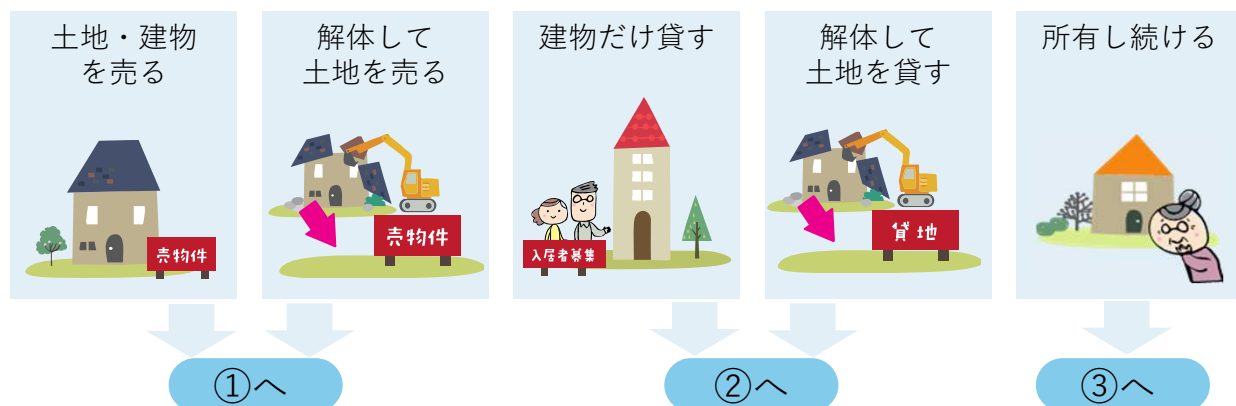 土地・建物
を売る
売物件
解体して
土地を売る
売物件
建物だけ貸す
入居者募集
解体して
土地を貸す
貸地
所有し続ける
①へ
②へ
③へ